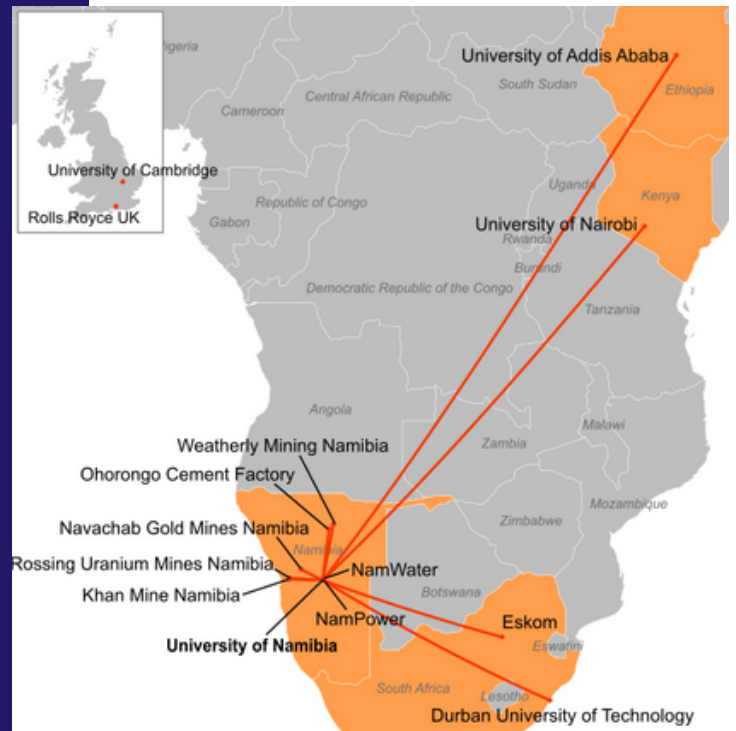 Nigeria
University of Addis Ababa
South Sudan
Ethiopia
Central African Republic
Cameroon
University of Cambridge
Rolls Royce UK
Uganda
Kenya
Republic of Congo
University of Nairobi
Gabon
Rwanda
Burundi
Democratic Republic of the Congo
Tanzania
Angola
Malawi
Weatherly Mining Namibia
Zambia
Ohorongo Cement Factory
Mozambique
Navachab Gold Mines Namibia
Zimbabwe
Namibia
Rossing Uranium Mines Namibia
NamWater
Khan Mine Namibia
Botswana
NamPower
Eskom
University of Namibia
Eswatini
South Africa
Lesotho
Durban University of Technology